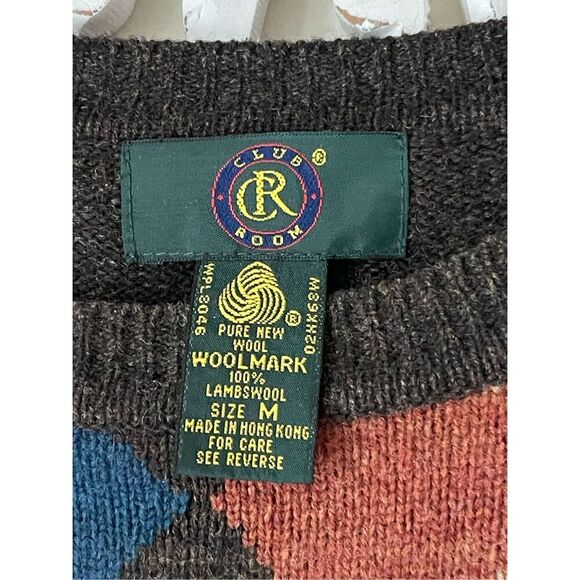 CLUB ®
CR
ROOM
WPL8046
®
02HK68W
PURE NEW
WOOL
WOOLMARK
100%
LAMBSWOOL
SIZE M
MADE IN HONG KONG
FOR CARE
SEE REVERSE